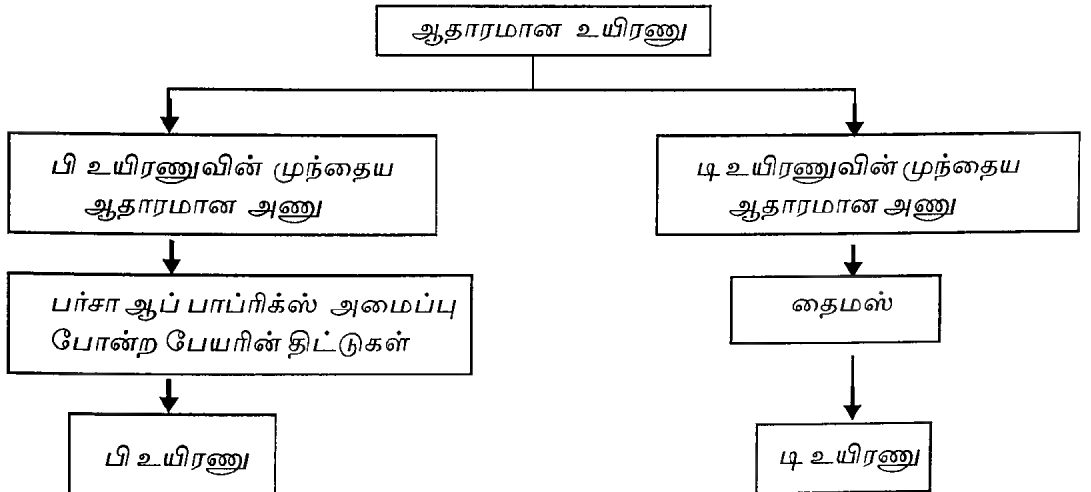 ஆதாரமான உயிரணு
பி உயிரணுவின் முந்தைய
ஆதாரமான அணு
டி உயிரணுவின் முந்தைய
ஆதாரமான அணு
பர்சா ஆப் பாப்ரிக்ஸ் அமைப்பு
போன்ற பேயரின் திட்டுகள்
தைமஸ்
பி உயிரணு
டி உயிரணு